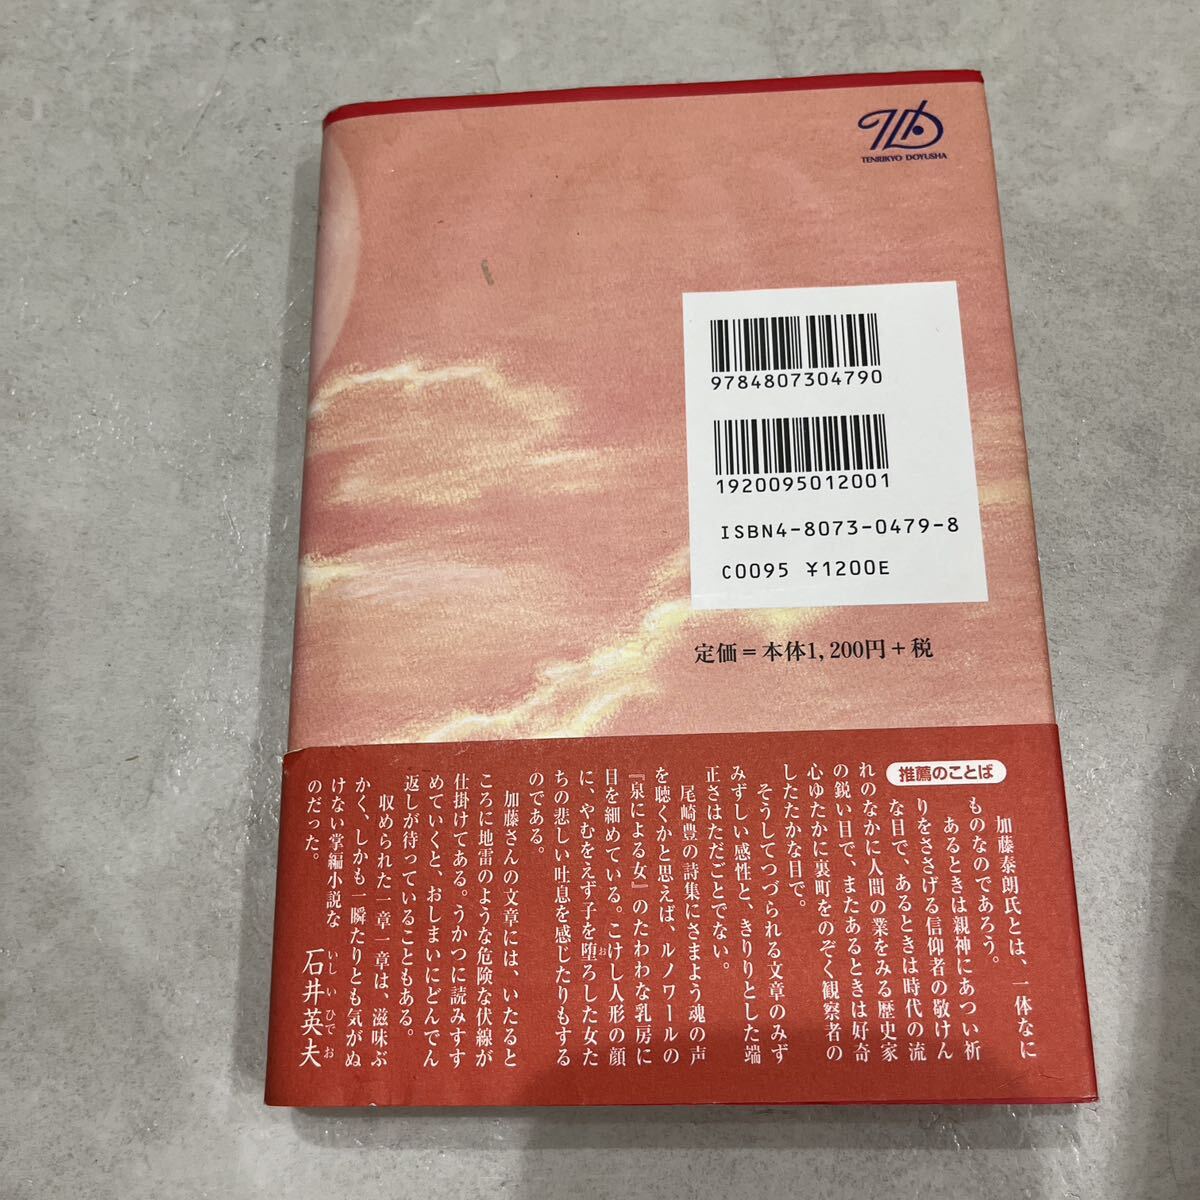 TENRIKYO DOYUSHA
9784807304790
1920095012001
ISBN4-8073-0479-8
C0095 ¥1200E
定価＝本体1,200円＋税
推薦のことば
加藤泰朗氏とは、一体なに
ものなのであろう。
あるときは親神にあつい祈
りをささげる信仰者の敬けん
な目で、あるときは時代の流
れのなかに人間の業をみる歴史家
の鋭い目で、またあるときは好奇
心ゆたかに裏町をのぞく観察者の
したたかな目で。
そうしてつづられる文章のみず
みずしい感性と、きりりとした端
正さはただごとでない。
尾崎豊の詩集にさまよう魂の声
を聴くかと思えば、ルノワールの
『泉による女』のたわわな乳房に
目を細めている。こけし人形の顔
に、やむをえず子を堕ろした女た
ちの悲しい吐息を感じたりもする
のである。
加藤さんの文章には、いたると
ころに地雷のような危険な伏線が
仕掛けてある。うかつに読みすす
めていくと、おしまいにどんでん
返しが待っていることもある。
収められた一章一章は、滋味ぶ
かく、しかも一瞬たりとも気がぬ
けない掌編小説な
のだった。
石井英夫